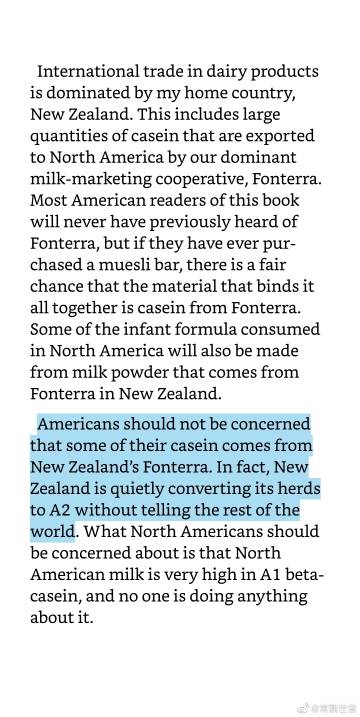 International trade in dairy products
is dominated by my home country,
New Zealand. This includes large
quantities of casein that are exported
to North America by our dominant
milk-marketing cooperative, Fonterra.
Most American readers of this book
will never have previously heard of
Fonterra, but if they have ever pur-
chased a muesli bar, there is a fair
chance that the material that binds it
all together is casein from Fonterra.
Some of the infant formula consumed
in North America will also be made
from milk powder that comes from
Fonterra in New Zealand.
Americans should not be concerned
that some of their casein comes from
New Zealand's Fonterra. In fact, New
Zealand is quietly converting its herds
to A2 without telling the rest of the
world. What North Americans should
be concerned about is that North
American milk is very high in A1 beta-
casein, and no one is doing anything
about it.